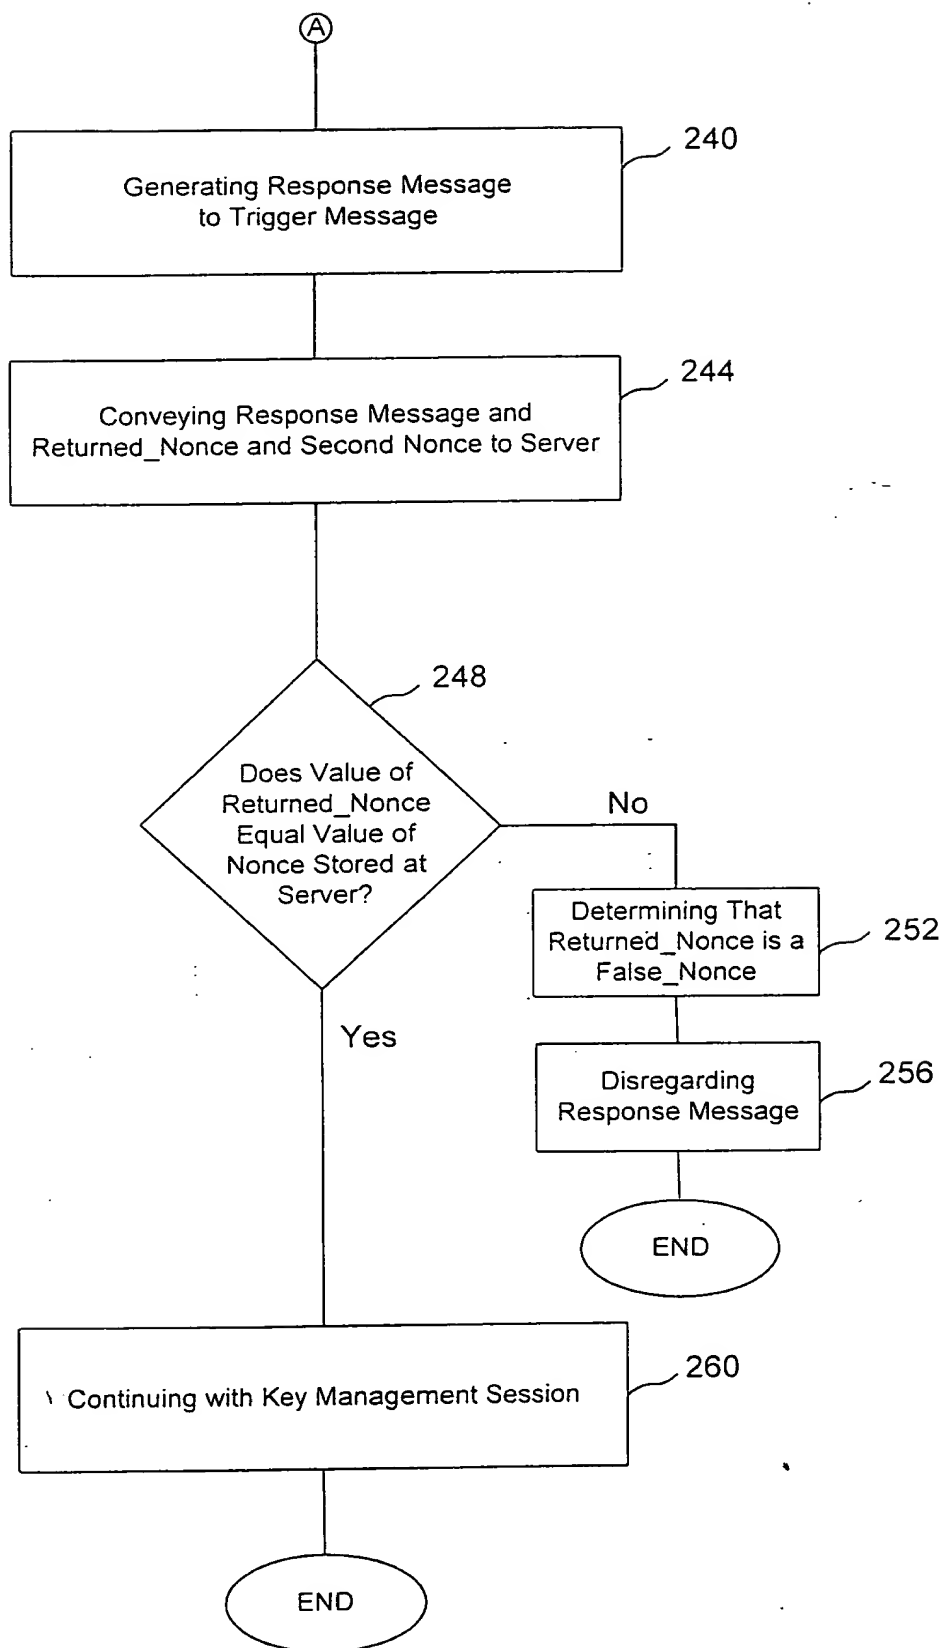 A
240
Generating Response Message
to Trigger Message
244
Conveying Response Message and
Returned_Nonce and Second Nonce to Server
248
Does Value of
Returned_Nonce
Equal Value of
Nonce Stored at
Server?
No
Determining That
Returned_Nonce is a
False_Nonce
252
Yes
Disregarding
Response Message
256
END
Continuing with Key Management Session
260
END